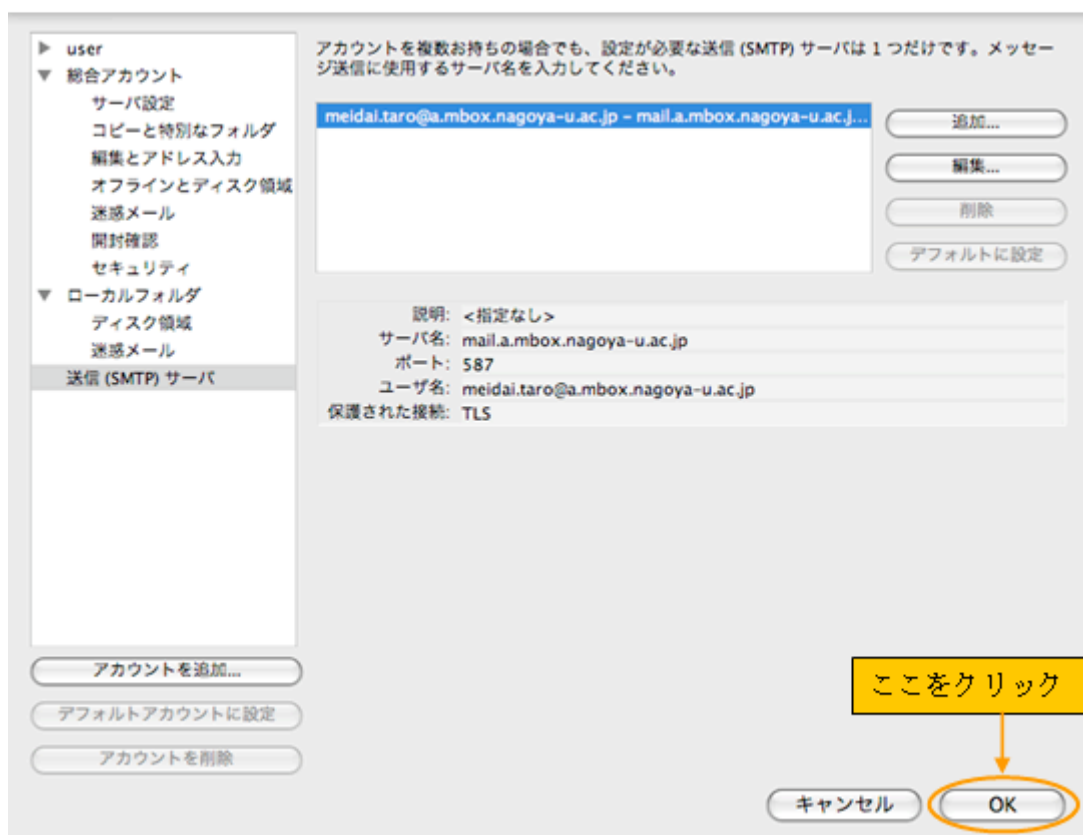 アカウントを複数お持ちの場合でも、設定が必要な送信 (SMTP) サーバは 1 つだけです。メッセー
ジ送信に使用するサーバ名を入力してください。
user
総合アカウント
サーバ設定
コピーと特別なフォルダ
編集とアドレス入力
オフラインとディスク領域
迷惑メール
開封確認
セキュリティ
ローカルフォルダ
ディスク領域
迷惑メール
送信 (SMTP) サーバ
meidai.taro@a.mbox.nagoya-u.ac.jp – mail.a.mbox.nagoya-u.ac.j...
追加...
編集...
削除
デフォルトに設定
説明: <指定なし>
サーバ名: mail.a.mbox.nagoya-u.ac.jp
ポート: 587
ユーザ名: meidai.taro@a.mbox.nagoya-u.ac.jp
保護された接続: TLS
アカウントを追加...
デフォルトアカウントに設定
アカウントを削除
ここをクリック
キャンセル
OK